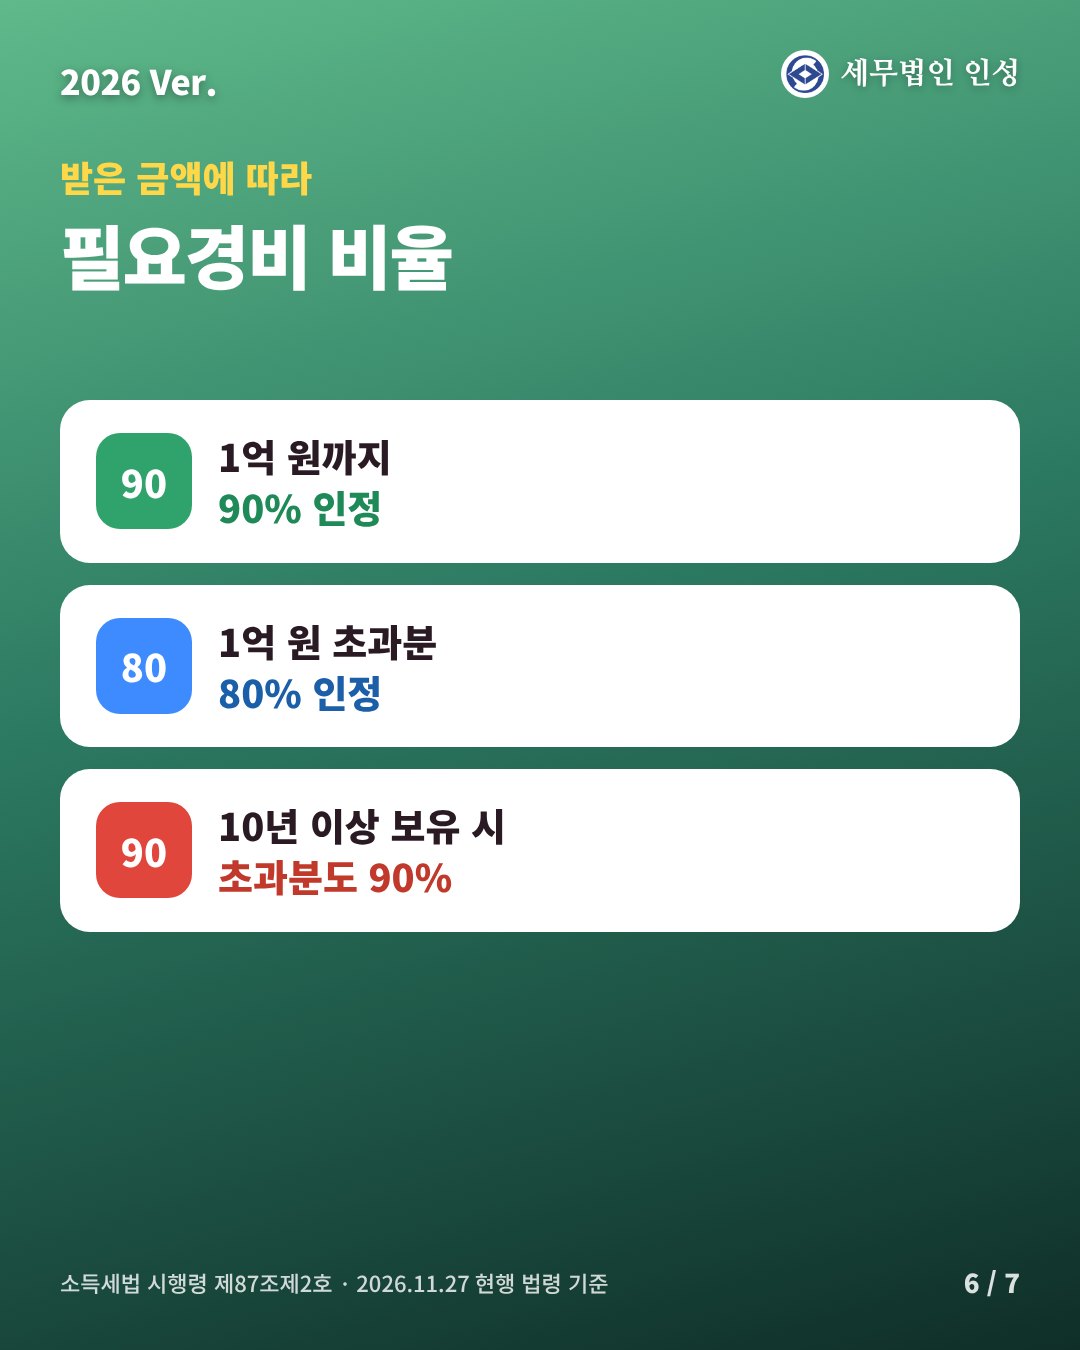 2026 Ver.
세무법인 인성
받은 금액에 따라
필요경비 비율
90
1억 원까지
90% 인정
80
1억 원 초과분
80% 인정
90
10년 이상 보유 시
초과분도 90%
소득세법 시행령 제87조제2호 · 2026.11.27 현행 법령 기준
6 / 7